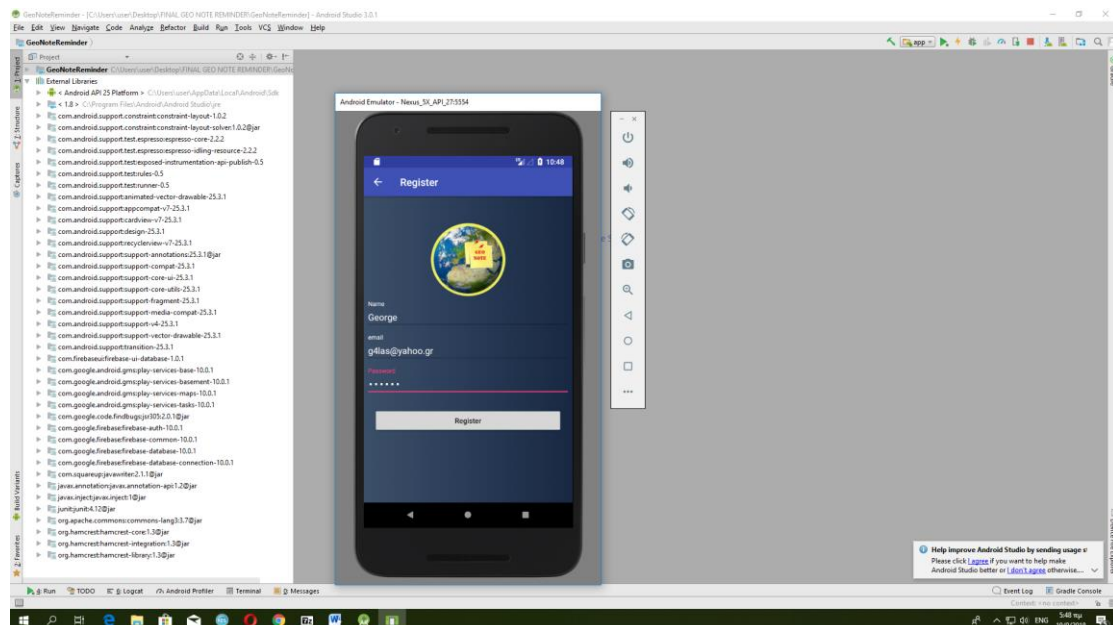 GeoNoteReminder - [C:\Users\user\Desktop\FINAL GEO NOTE REMINDER\GeoNoteReminder] - Android Studio 3.0.1
File Edit View Navigate Code Analyze Refactor Build Run Tools VCS Window Help
GeoNoteReminder
app
Project
1: Project
Z: Structure
Captures
Build Variants
2: Favorites
GeoNoteReminder C:\Users\user\Desktop\FINAL GEO NOTE REMINDER\GeoNo
External Libraries
< Android API 25 Platform > C:\Users\user\AppData\Local\Android\Sdk
< 1.8 > C:\Program Files\Android\Android Studio\jre
com.android.support.constraint:constraint-layout-1.0.2
com.android.support.constraint:constraint-layout-solver:1.0.2@jar
com.android.support.test.espresso:espresso-core-2.2.2
com.android.support.test.espresso:espresso-idling-resource-2.2.2
com.android.support.test:exposed-instrumentation-api-publish-0.5
com.android.support.test:rules-0.5
com.android.support.test:runner-0.5
com.android.support:animated-vector-drawable-25.3.1
com.android.support:appcompat-v7-25.3.1
com.android.support:cardview-v7-25.3.1
com.android.support:design-25.3.1
com.android.support:recyclerview-v7-25.3.1
com.android.support:support-annotations:25.3.1@jar
com.android.support:support-compat-25.3.1
com.android.support:support-core-ui-25.3.1
com.android.support:support-core-utils-25.3.1
com.android.support:support-fragment-25.3.1
com.android.support:support-media-compat-25.3.1
com.android.support:support-v4-25.3.1
com.android.support:support-vector-drawable-25.3.1
com.android.support:transition-25.3.1
com.firebaseui:firebase-ui-database-1.0.1
com.google.android.gms:play-services-base-10.0.1
com.google.android.gms:play-services-basement-10.0.1
com.google.android.gms:play-services-maps-10.0.1
com.google.android.gms:play-services-tasks-10.0.1
com.google.code.findbugs:jsr305:2.0.1@jar
com.google.firebase:firebase-auth-10.0.1
com.google.firebase:firebase-common-10.0.1
com.google.firebase:firebase-database-10.0.1
com.google.firebase:firebase-database-connection-10.0.1
com.squareup:javawriter:2.1.1@jar
javax.annotation:javax.annotation-api:1.2@jar
javax.inject:javax.inject:1@jar
junit:junit:4.12@jar
org.apache.commons:commons-lang3:3.7@jar
org.hamcrest:hamcrest-core:1.3@jar
org.hamcrest:hamcrest-integration:1.3@jar
org.hamcrest:hamcrest-library:1.3@jar
Android Emulator - Nexus_5X_API_27:5554
10:48
Register
GEO
NOTE
Name
George
email
g4las@yahoo.gr
Password
••••••
Register
Help improve Android Studio by sending usage s
Please click I agree if you want to help make
Android Studio better or I don't agree otherwise....
4: Run TODO 6: Logcat Android Profiler Terminal 0: Messages
Event Log Gradle Console
Context: <no context>
ENG
5:48 πμ